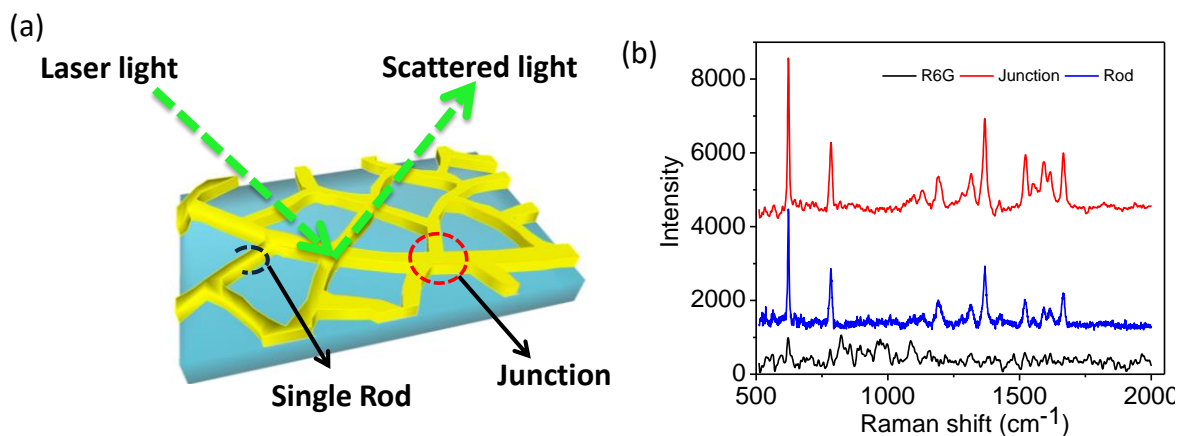 (a)
Laser light
Scattered light
Single Rod
Junction
(b)
R6G Junction Rod
8000
6000
4000
2000
0
Intensity
500 1000 1500 2000
Raman shift (cm⁻¹)